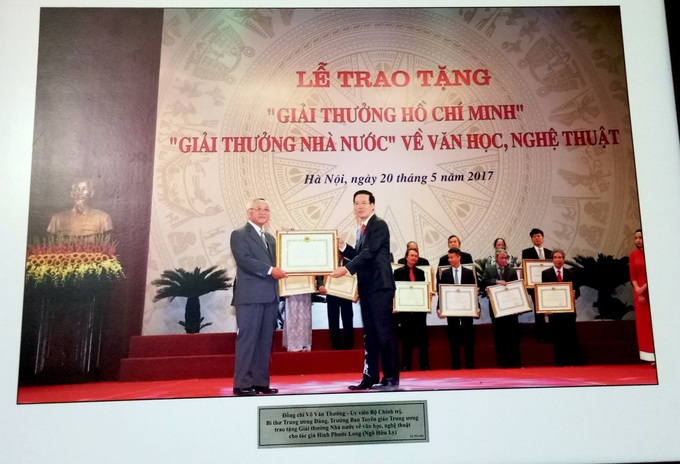 LỄ TRAO TẶNG
"GIẢI THƯỞNG HỒ CHÍ MINH"
"GIẢI THƯỞNG NHÀ NƯỚC" VỀ VĂN HỌC, NGHỆ THUẬT
Hà Nội, ngày 20 tháng 5 năm 2017
Đồng chí Võ Văn Thưởng - Ủy viên Bộ Chính trị,
Bí thư Trung ương Đảng, Trưởng Ban Tuyên giáo Trung ương
trao tặng Giải thưởng Nhà nước về văn học, nghệ thuật
cho tác giả Hình Phước Long (Ngô Hữu Lý)